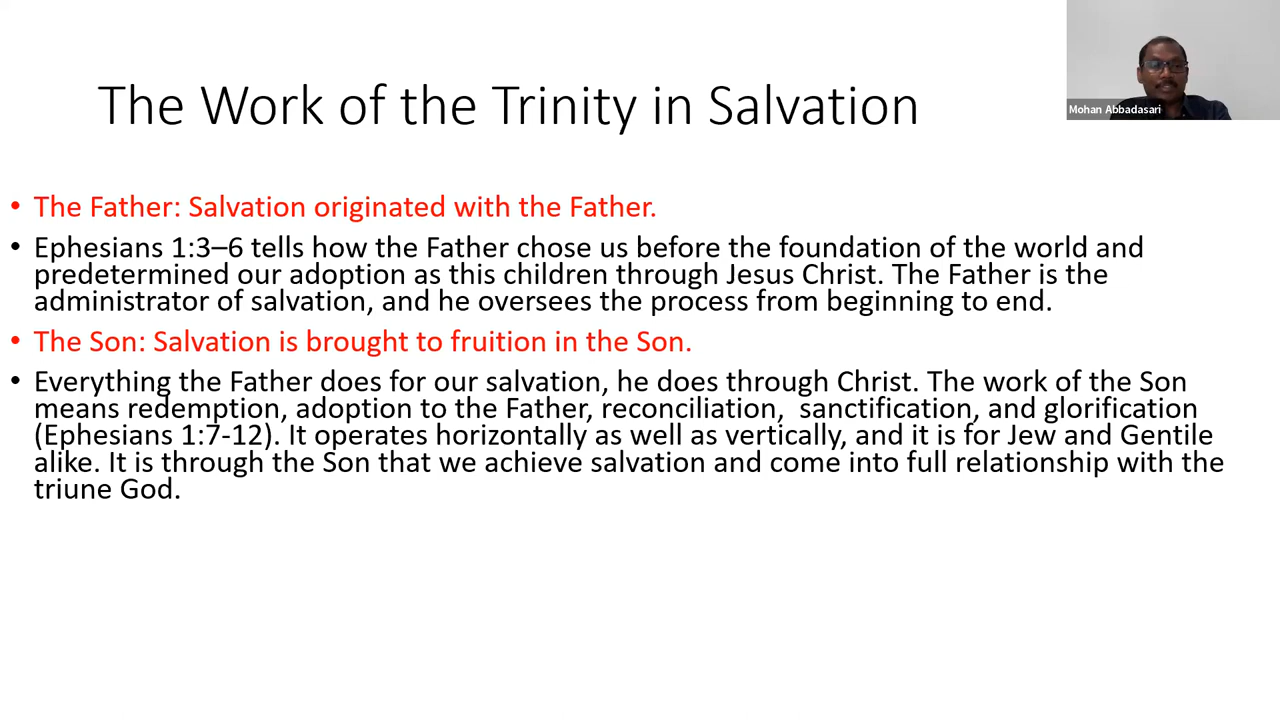 The Work of the Trinity in Salvation
Mohan Abbadasari
• The Father: Salvation originated with the Father.
• Ephesians 1:3–6 tells how the Father chose us before the foundation of the world and
predetermined our adoption as this children through Jesus Christ. The Father is the
administrator of salvation, and he oversees the process from beginning to end.
• The Son: Salvation is brought to fruition in the Son.
• Everything the Father does for our salvation, he does through Christ. The work of the Son
means redemption, adoption to the Father, reconciliation,  sanctification, and glorification
(Ephesians 1:7-12). It operates horizontally as well as vertically, and it is for Jew and Gentile
alike. It is through the Son that we achieve salvation and come into full relationship with the
triune God.